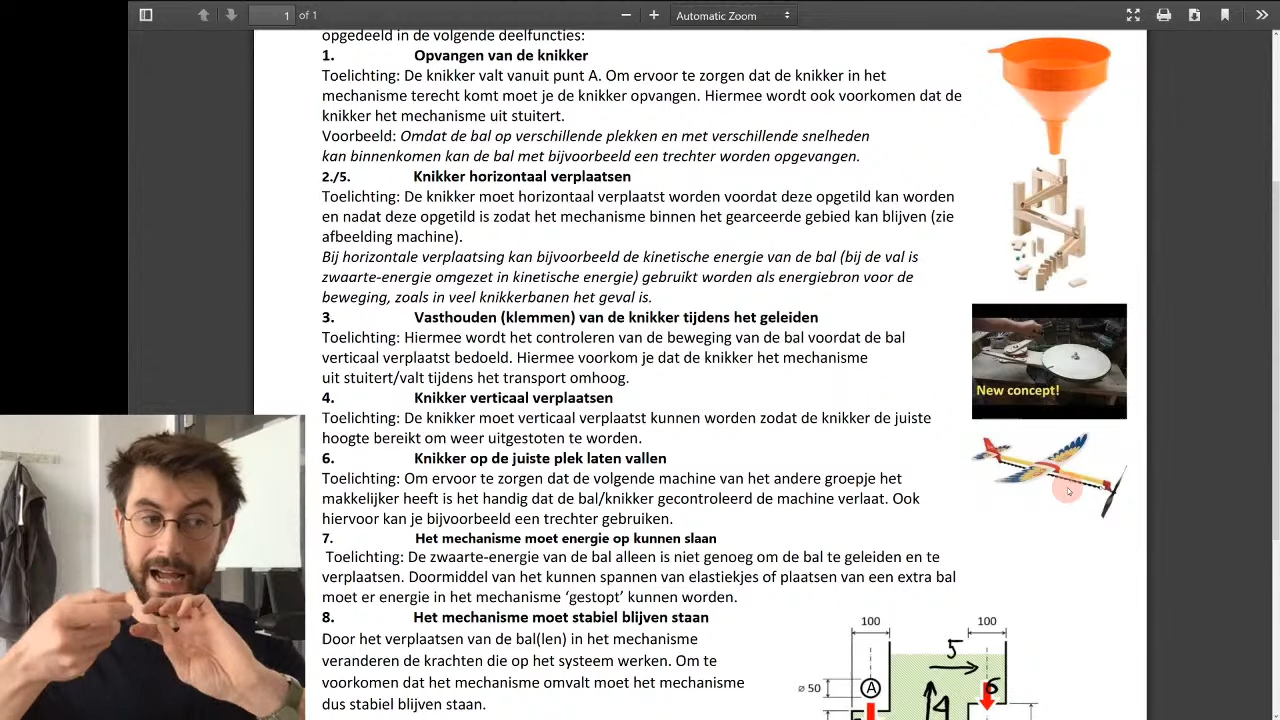 1
of 1
Automatic Zoom
opgedeeld in de volgende deelfuncties:
1. Opvangen van de knikker
Toelichting: De knikker valt vanuit punt A. Om ervoor te zorgen dat de knikker in het
mechanisme terecht komt moet je de knikker opvangen. Hiermee wordt ook voorkomen dat de
knikker het mechanisme uit stuitert.
Voorbeeld: Omdat de bal op verschillende plekken en met verschillende snelheden
kan binnenkomen kan de bal met bijvoorbeeld een trechter worden opgevangen.
2./5. Knikker horizontaal verplaatsen
Toelichting: De knikker moet horizontaal verplaatst worden voordat deze opgetild kan worden
en nadat deze opgetild is zodat het mechanisme binnen het gearceerde gebied kan blijven (zie
afbeelding machine).
Bij horizontale verplaatsing kan bijvoorbeeld de kinetische energie van de bal (bij de val is
zwaarte-energie omgezet in kinetische energie) gebruikt worden als energiebron voor de
beweging, zoals in veel knikkerbanen het geval is.
3. Vasthouden (klemmen) van de knikker tijdens het geleiden
Toelichting: Hiermee wordt het controleren van de beweging van de bal voordat de bal
verticaal verplaatst bedoeld. Hiermee voorkom je dat de knikker het mechanisme
uit stuitert/valt tijdens het transport omhoog.
New concept!
4. Knikker verticaal verplaatsen
Toelichting: De knikker moet verticaal verplaatst kunnen worden zodat de knikker de juiste
hoogte bereikt om weer uitgestoten te worden.
6. Knikker op de juiste plek laten vallen
Toelichting: Om ervoor te zorgen dat de volgende machine van het andere groepje het
makkelijker heeft is het handig dat de bal/knikker gecontroleerd de machine verlaat. Ook
hiervoor kan je bijvoorbeeld een trechter gebruiken.
7. Het mechanisme moet energie op kunnen slaan
Toelichting: De zwaarte-energie van de bal alleen is niet genoeg om de bal te geleiden en te
verplaatsen. Doormiddel van het kunnen spannen van elastiekjes of plaatsen van een extra bal
moet er energie in het mechanisme ‘gestopt’ kunnen worden.
8. Het mechanisme moet stabiel blijven staan
Door het verplaatsen van de bal(len) in het mechanisme
veranderen de krachten die op het systeem werken. Om te
voorkomen dat het mechanisme omvalt moet het mechanisme
dus stabiel blijven staan.
100 100
5
⌀ 50 A 6
4